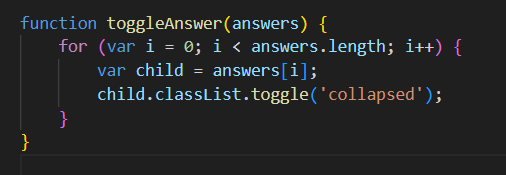 function toggleAnswer(answers) {
    for (var i = 0; i < answers.length; i++) {
        var child = answers[i];
        child.classList.toggle('collapsed');
    }
}